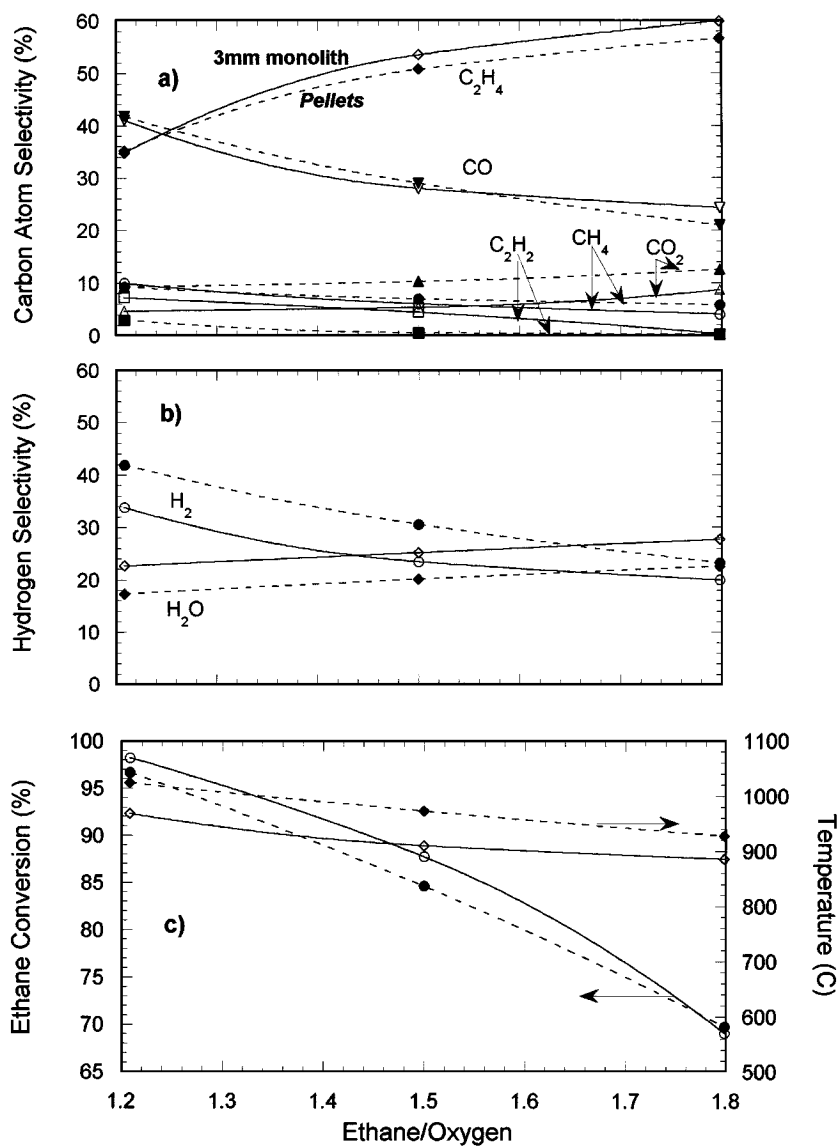 60
a)
3mm monolith
C2H4
50
Pellets
40
CO
30
20
C2H2
CH4
CO2
10
0
Carbon Atom Selectivity (%)
60
b)
50
40
H2
30
20
H2O
10
0
Hydrogen Selectivity (%)
100
1100
95
1000
90
900
85
800
c)
80
75
700
70
600
65
500
Ethane Conversion (%)
Temperature (C)
1.2 1.3 1.4 1.5 1.6 1.7 1.8
Ethane/Oxygen